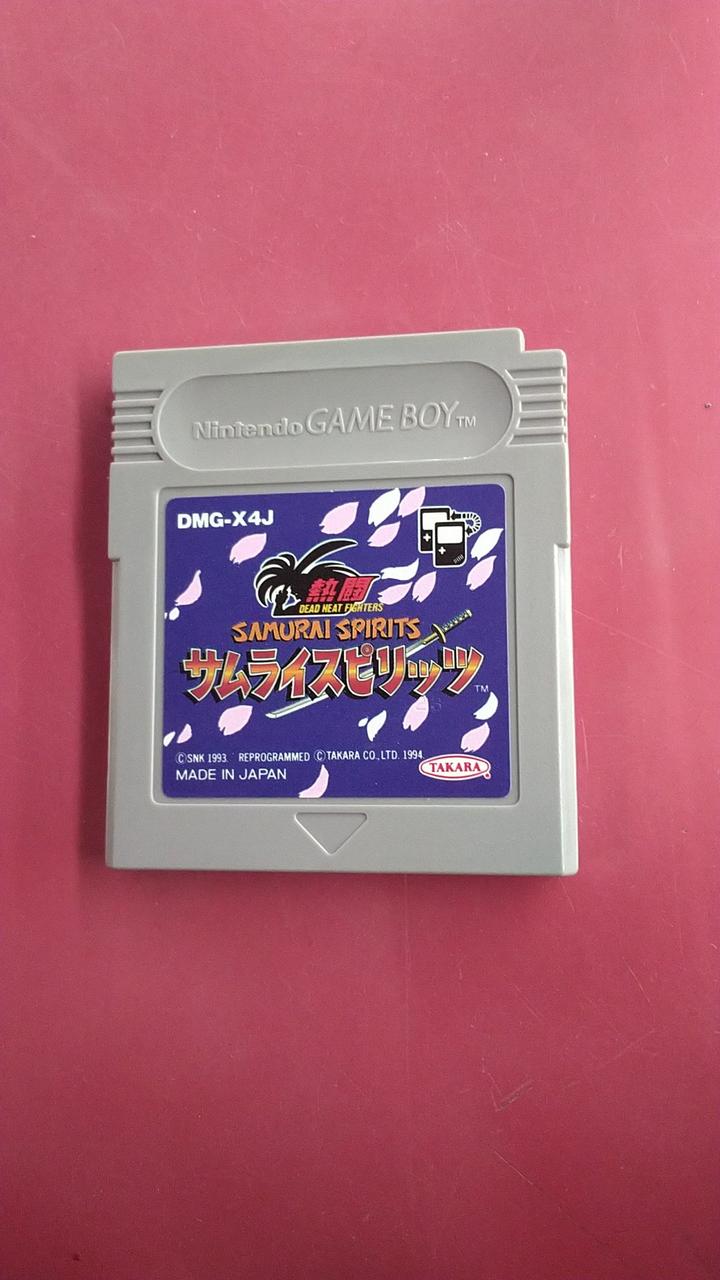 Nintendo GAME BOY TM
DMG-X4J
熱闘
DEAD HEAT FIGHTERS
SAMURAI SPIRITS
サムライスピリッツ TM
©SNK 1993. REPROGRAMMED ©TAKARA CO., LTD. 1994.
MADE IN JAPAN
TAKARA